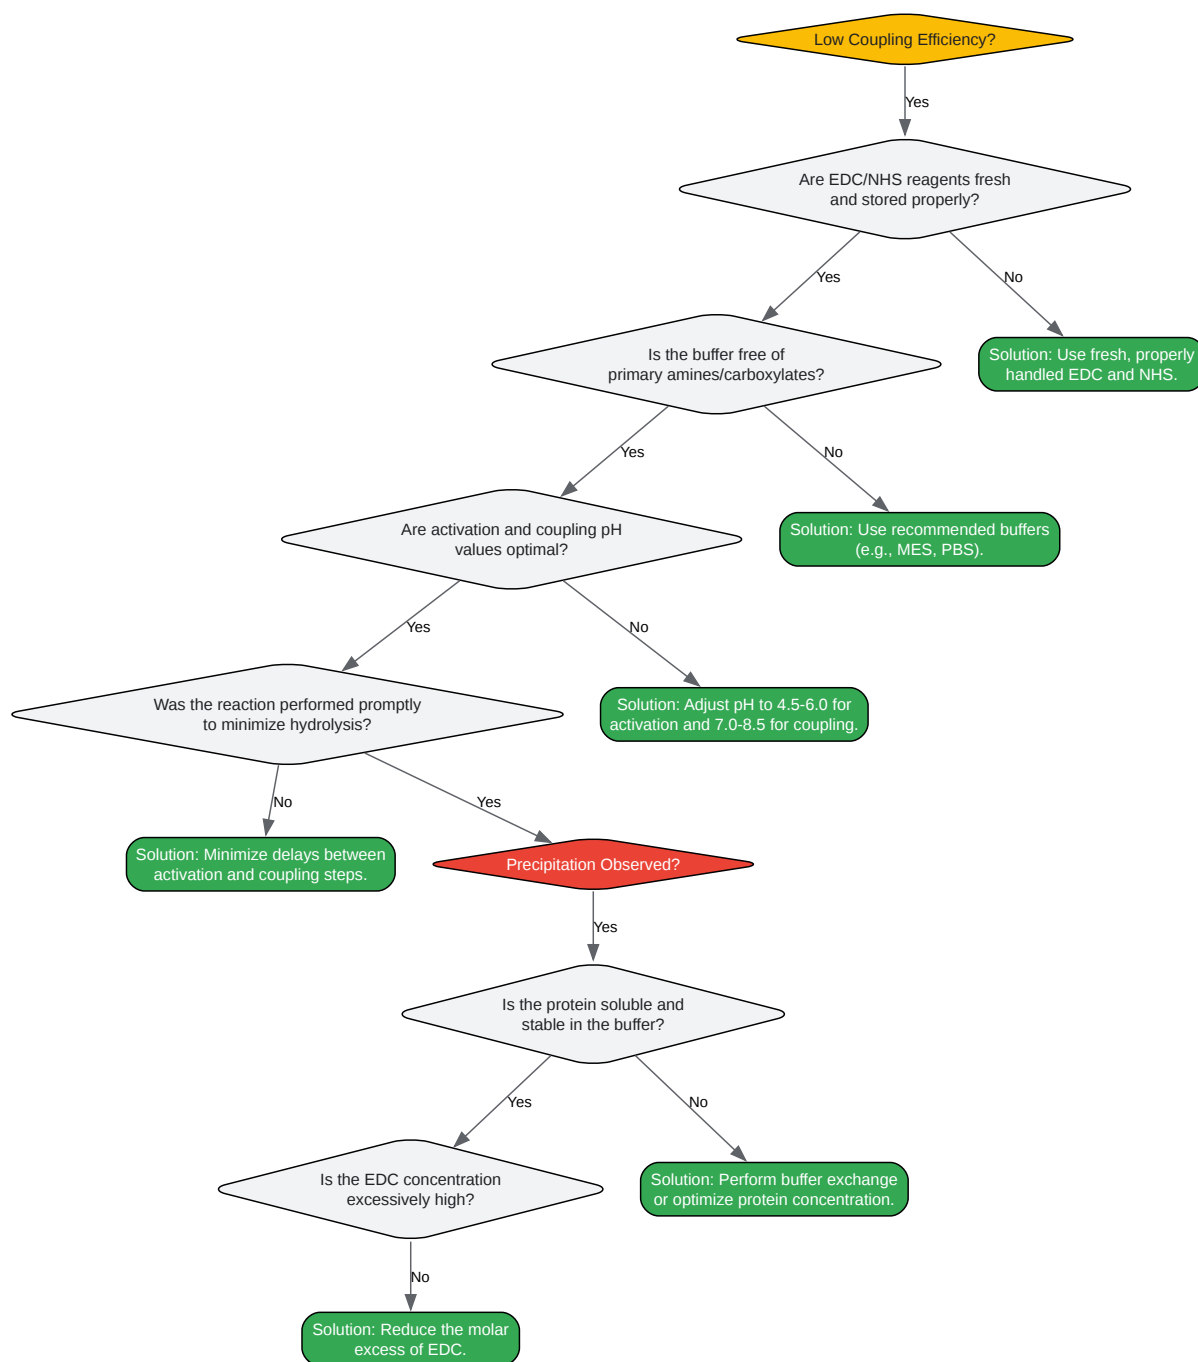 Low Coupling Efficiency?
Yes
Are EDC/NHS reagents fresh
and stored properly?
Yes
No
Is the buffer free of
primary amines/carboxylates?
Solution: Use fresh, properly
handled EDC and NHS.
Yes
No
Are activation and coupling pH
values optimal?
Solution: Use recommended buffers
(e.g., MES, PBS).
Yes
No
Was the reaction performed promptly
to minimize hydrolysis?
Solution: Adjust pH to 4.5-6.0 for
activation and 7.0-8.5 for coupling.
No
Yes
Solution: Minimize delays between
activation and coupling steps.
Precipitation Observed?
Yes
Is the protein soluble and
stable in the buffer?
Yes
No
Is the EDC concentration
excessively high?
Solution: Perform buffer exchange
or optimize protein concentration.
No
Solution: Reduce the molar
excess of EDC.